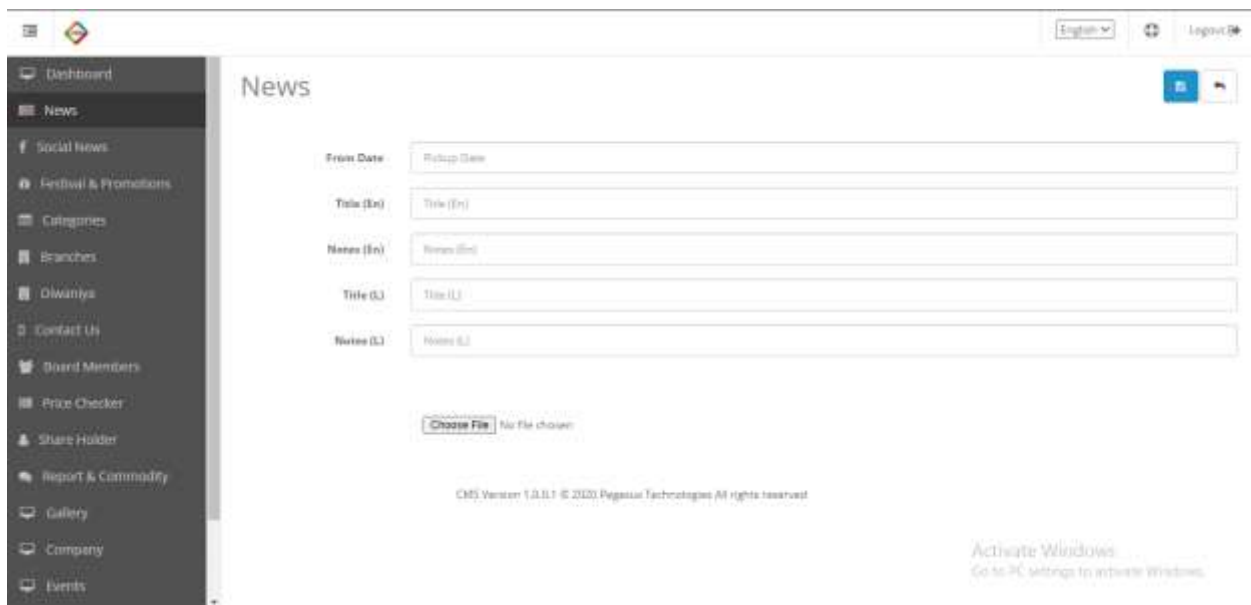 English
Logout
Dashboard
News
Social News
Festival & Promotions
Categories
Branches
Diwaniya
Contact Us
Board Members
Price Checker
Share Holder
Report & Commodity
Gallery
Company
Events
News
From Date
Pickup Date
Title (En)
Title (En)
Notes (En)
Notes (En)
Title (L)
Title (L)
Notes (L)
Notes (L)
Choose File No file chosen
CMS Version 1.0.0.1 © 2020 Pegasus Technologies All rights reserved
Activate Windows
Go to PC settings to activate Windows.